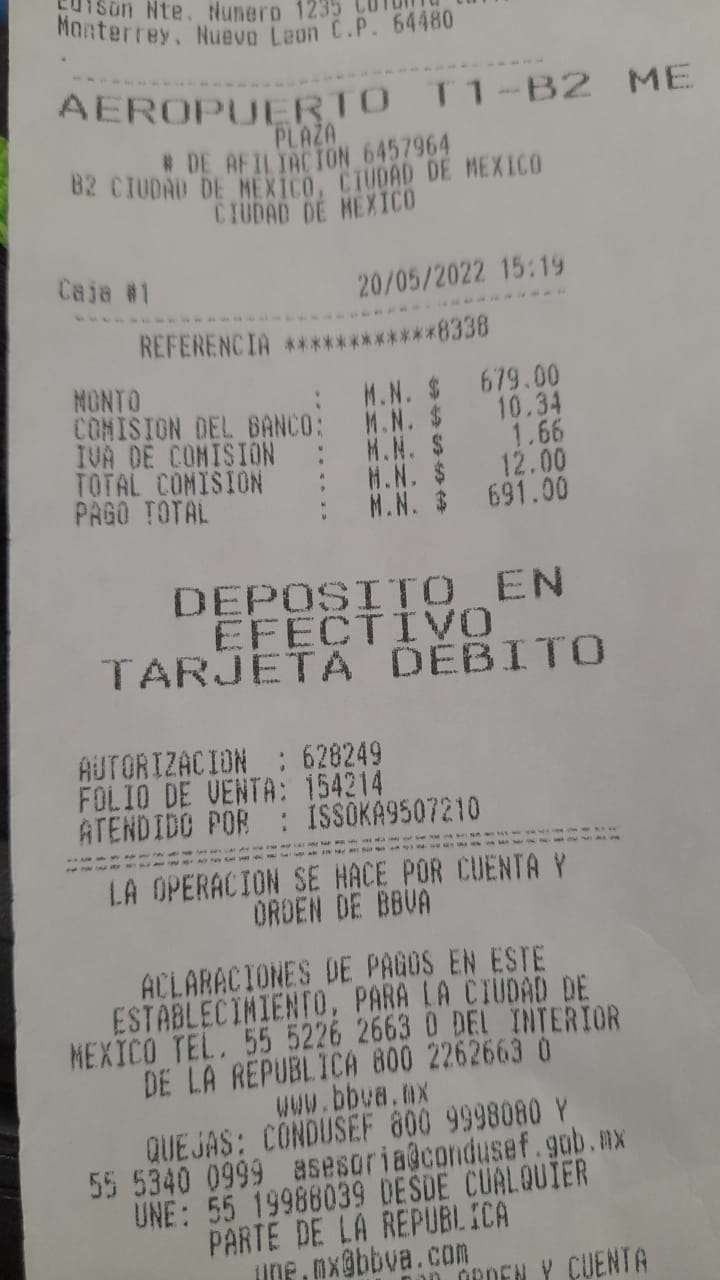 Edison Nte. Numero 1235
Monterrey, Nuevo Leon C.P. 64480
AEROPUERTO T1-B2 ME
PLAZA
# DE AFILIACION 6457964
B2 CIUDAD DE MEXICO, CIUDAD DE MEXICO
CIUDAD DE MEXICO
Caja #1 20/05/2022 15:19
REFERENCIA ************8338
MONTO : M.N. $ 679.00
COMISION DEL BANCO: M.N. $ 10.34
IVA DE COMISION : M.N. $ 1.66
TOTAL COMISION : M.N. $ 12.00
PAGO TOTAL : M.N. $ 691.00
DEPOSITO EN
EFECTIVO
TARJETA DEBITO
AUTORIZACION : 628249
FOLIO DE VENTA: 154214
ATENDIDO POR : ISSOKA9507210
LA OPERACION SE HACE POR CUENTA Y
ORDEN DE BBVA
ACLARACIONES DE PAGOS EN ESTE
ESTABLECIMIENTO, PARA LA CIUDAD DE
MEXICO TEL. 55 5226 2663 O DEL INTERIOR
DE LA REPUBLICA 800 2262663 O
www.bbva.mx
QUEJAS: CONDUSEF 800 9998080 Y
55 5340 0999 asesoria@condusef.gob.mx
UNE: 55 19988039 DESDE CUALQUIER
PARTE DE LA REPUBLICA
une.mx@bbva.com
ORDEN Y CUENTA